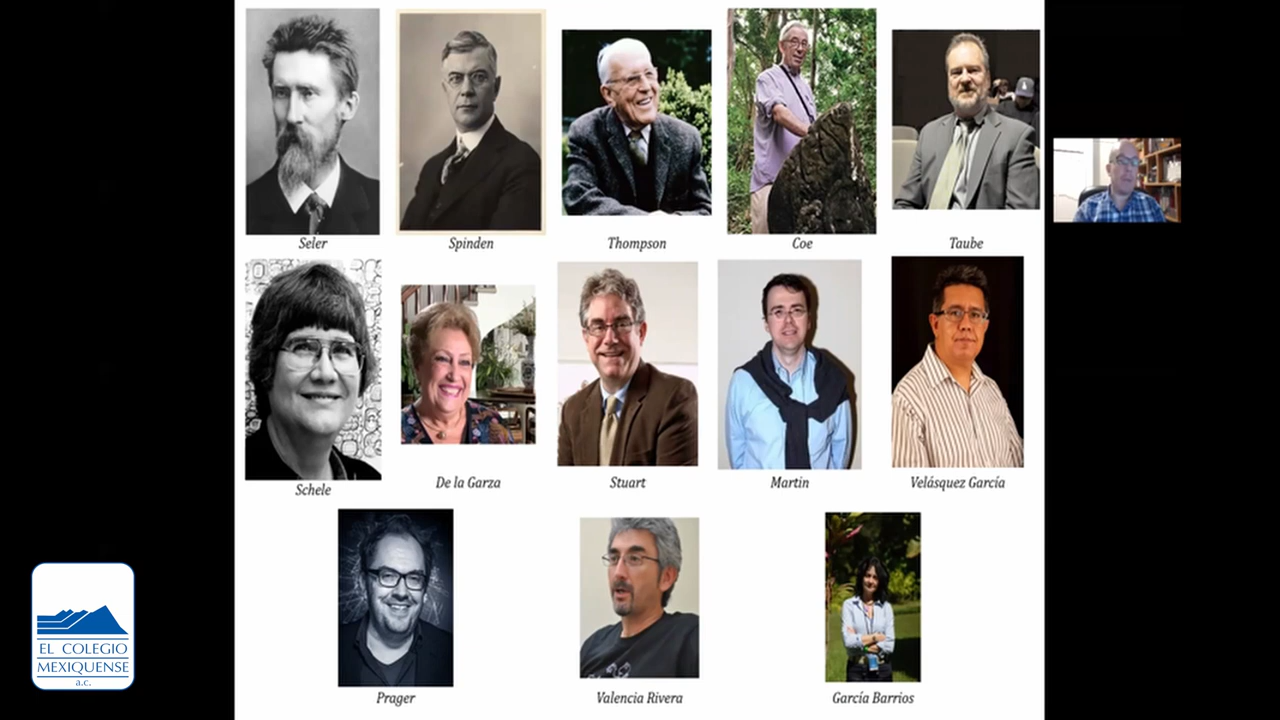 Seler
Spinden
Thompson
Coe
Taube
Schele
De la Garza
Stuart
Martin
Velásquez García
Prager
Valencia Rivera
García Barrios
EL COLEGIO
MEXIQUENSE
a.c.